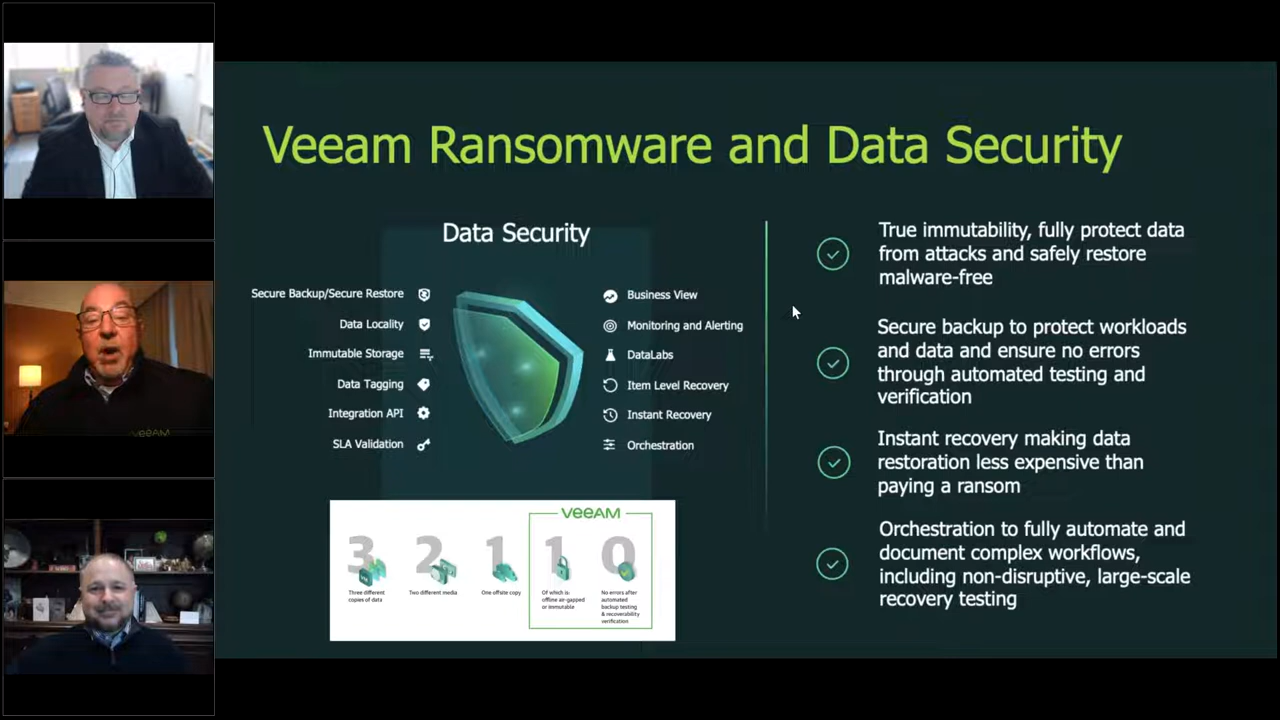 Veeam Ransomware and Data Security
Data Security
Secure Backup/Secure Restore
Data Locality
Immutable Storage
Data Tagging
Integration API
SLA Validation
Business View
Monitoring and Alerting
DataLabs
Item Level Recovery
Instant Recovery
Orchestration
True immutability, fully protect data
from attacks and safely restore
malware-free
Secure backup to protect workloads
and data and ensure no errors
through automated testing and
verification
Instant recovery making data
restoration less expensive than
paying a ransom
Orchestration to fully automate and
document complex workflows,
including non-disruptive, large-scale
recovery testing
veeAM
3 2 1 1 0
Three different
copies of data
Two different media
One offsite copy
Of which is
offline air-gapped
or immutable
No errors after
automated
backup testing
& recoverability
verification
veeAM